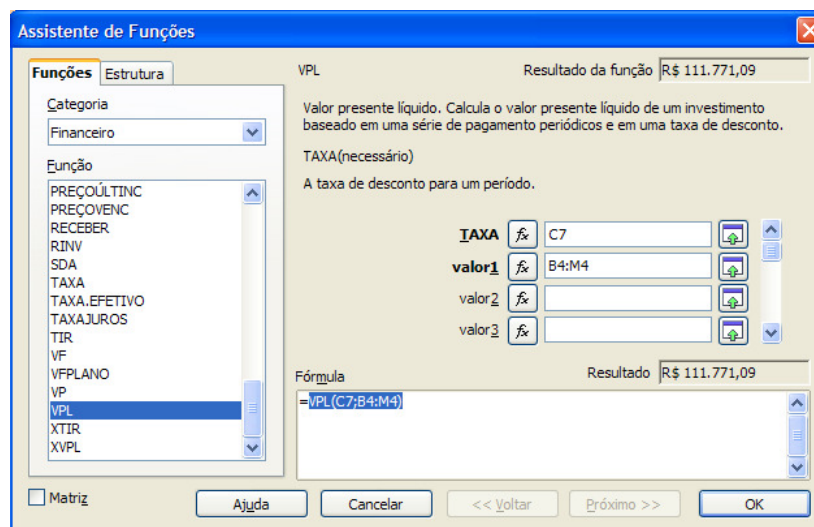 Assistente de Funções
Funções
Estrutura
Categoria
Financeiro
Função
PREÇOÚLTINC
PREÇOVENC
RECEBER
RINV
SDA
TAXA
TAXA.EFETIVO
TAXAJUROS
TIR
VF
VFPLANO
VP
VPL
XTIR
XVPL
Matriz
VPL
Resultado da função R$ 111.771,09
Valor presente líquido. Calcula o valor presente líquido de um investimento
baseado em uma série de pagamento periódicos e em uma taxa de desconto.
TAXA(necessário)
A taxa de desconto para um período.
TAXA fx C7
valor1 fx B4:M4
valor2 fx
valor3 fx
Fórmula
Resultado R$ 111.771,09
=VPL(C7;B4:M4)
Ajuda
Cancelar
<< Voltar
Próximo >>
OK